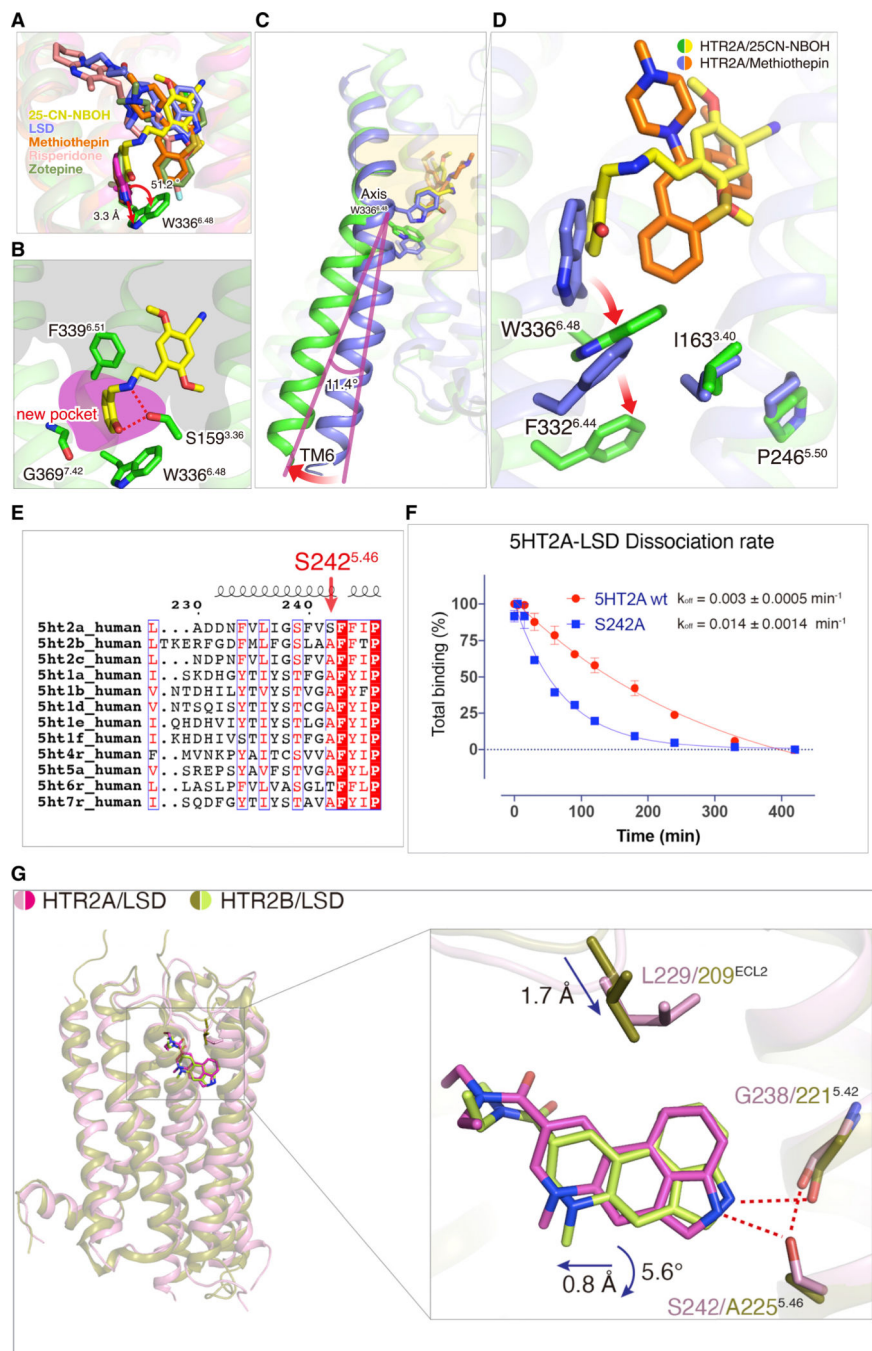 A
25-CN-NBOH
LSD
Methiothepin
Risperidone
Zotepine
51.2°
3.3 Å
W336^6.48
B
F339^6.51
new pocket
S159^3.36
G369^7.42
W336^6.48
C
Axis
W336^6.48
11.4°
TM6
D
HTR2A/25CN-NBOH
HTR2A/Methiothepin
W336^6.48
I163^3.40
F332^6.44
P246^5.50
E
S242^5.46
230 240
5ht2a_human L...ADDNFVLIGSFVSFFIP
5ht2b_human LTKERFGDFMLFGSLAAFFIP
5ht2c_human L...NDPNFVLIGSFVAFFIP
5ht1a_human I...SKDHGYTIYSTFGAFYIP
5ht1b_human V..NTDHILYTVYSTVGAFYFP
5ht1d_human V..NTSQISYTIYSTCGAFYIP
5ht1e_human I..QHDHVIYTIYSTLGAFYIP
5ht1f_human I..KHDHIVSTIYSTFGAFYIP
5ht4r_human F...MVNKPYAITCSVVAFYIP
5ht5a_human V...SREPSYAVFSTVGAFYLP
5ht6r_human L...LASLPFVLVASGLTFFLP
5ht7r_human I...SQDFGYTIYSTAVAFYIP
F
5HT2A-LSD Dissociation rate
5HT2A wt k_off = 0.003 ± 0.0005 min^-1
S242A k_off = 0.014 ± 0.0014 min^-1
Total binding (%)
100
75
50
25
0
0 100 200 300 400
Time (min)
G
HTR2A/LSD HTR2B/LSD
1.7 Å
L229/209^ECL2
G238/221^5.42
0.8 Å
5.6°
S242/A225^5.46